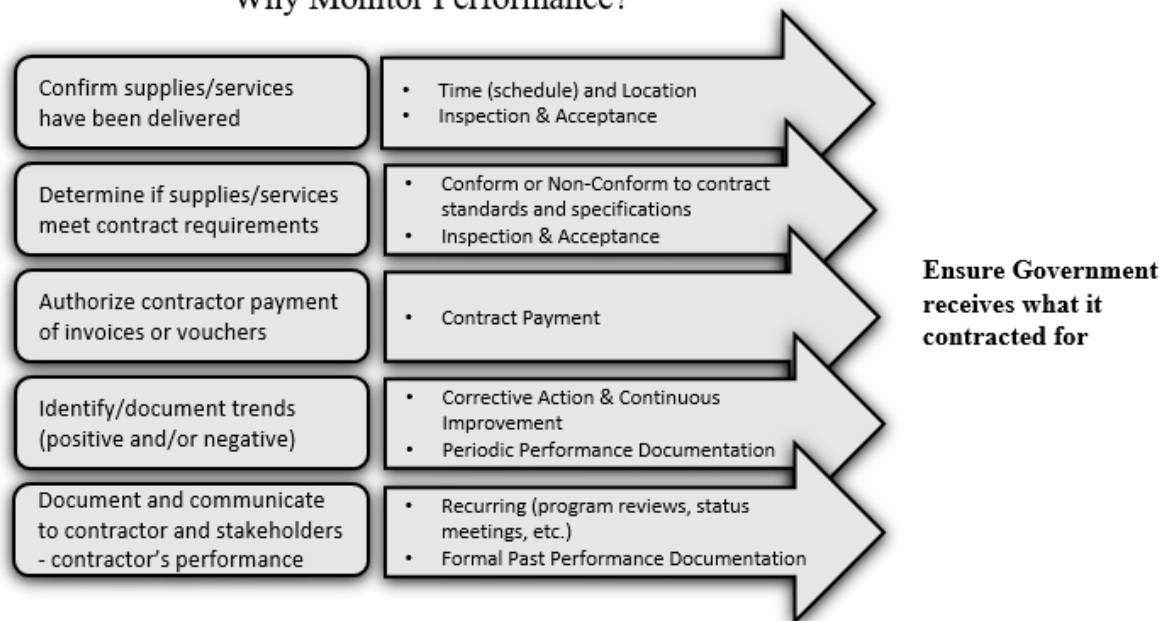 Why Monitor Performance?
Confirm supplies/services
have been delivered
• Time (schedule) and Location
• Inspection & Acceptance
Determine if supplies/services
meet contract requirements
• Conform or Non-Conform to contract
standards and specifications
• Inspection & Acceptance
Authorize contractor payment
of invoices or vouchers
• Contract Payment
Identify/document trends
(positive and/or negative)
• Corrective Action & Continuous
Improvement
• Periodic Performance Documentation
Document and communicate
to contractor and stakeholders
- contractor's performance
• Recurring (program reviews, status
meetings, etc.)
• Formal Past Performance Documentation
Ensure Government
receives what it
contracted for